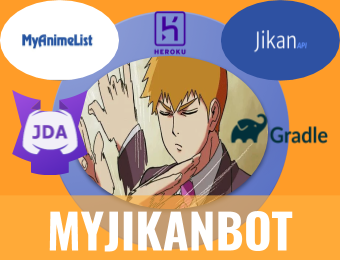 MyAnimeList
HEROKU
Jikan API
JDA
Gradle
MYJIKANBOT